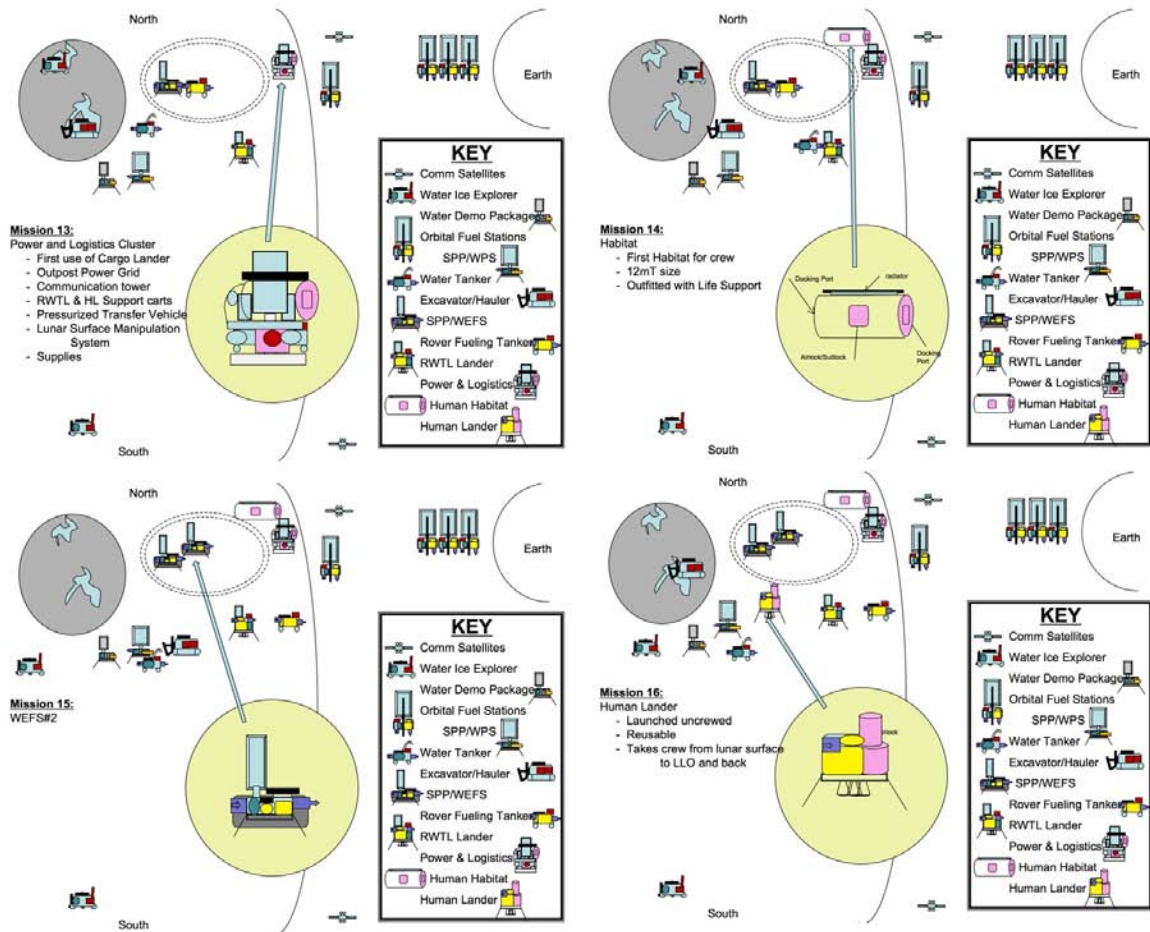 North
Earth
Mission 13:
Power and Logistics Cluster
- First use of Cargo Lander
- Outpost Power Grid
- Communication tower
- RWTL & HL Support carts
- Pressurized Transfer Vehicle
- Lunar Surface Manipulation
System
- Supplies
South
KEY
Comm Satellites
Water Ice Explorer
Water Demo Package
Orbital Fuel Stations
SPP/WPS
Water Tanker
Excavator/Hauler
SPP/WEFS
Rover Fueling Tanker
RWTL Lander
Power & Logistics
Human Habitat
Human Lander
North
Earth
Mission 14:
Habitat
- First Habitat for crew
- 12mT size
- Outfitted with Life Support
Docking Port
radiator
Airlock/Suitlock
Docking
Port
South
KEY
Comm Satellites
Water Ice Explorer
Water Demo Package
Orbital Fuel Stations
SPP/WPS
Water Tanker
Excavator/Hauler
SPP/WEFS
Rover Fueling Tanker
RWTL Lander
Power & Logistics
Human Habitat
Human Lander
North
Earth
Mission 15:
WEFS#2
South
KEY
Comm Satellites
Water Ice Explorer
Water Demo Package
Orbital Fuel Stations
SPP/WPS
Water Tanker
Excavator/Hauler
SPP/WEFS
Rover Fueling Tanker
RWTL Lander
Power & Logistics
Human Habitat
Human Lander
North
Earth
Mission 16:
Human Lander
- Launched uncrewed
- Reusable
- Takes crew from lunar surface
to LLO and back
South
KEY
Comm Satellites
Water Ice Explorer
Water Demo Package
Orbital Fuel Stations
SPP/WPS
Water Tanker
Excavator/Hauler
SPP/WEFS
Rover Fueling Tanker
RWTL Lander
Power & Logistics
Human Habitat
Human Lander